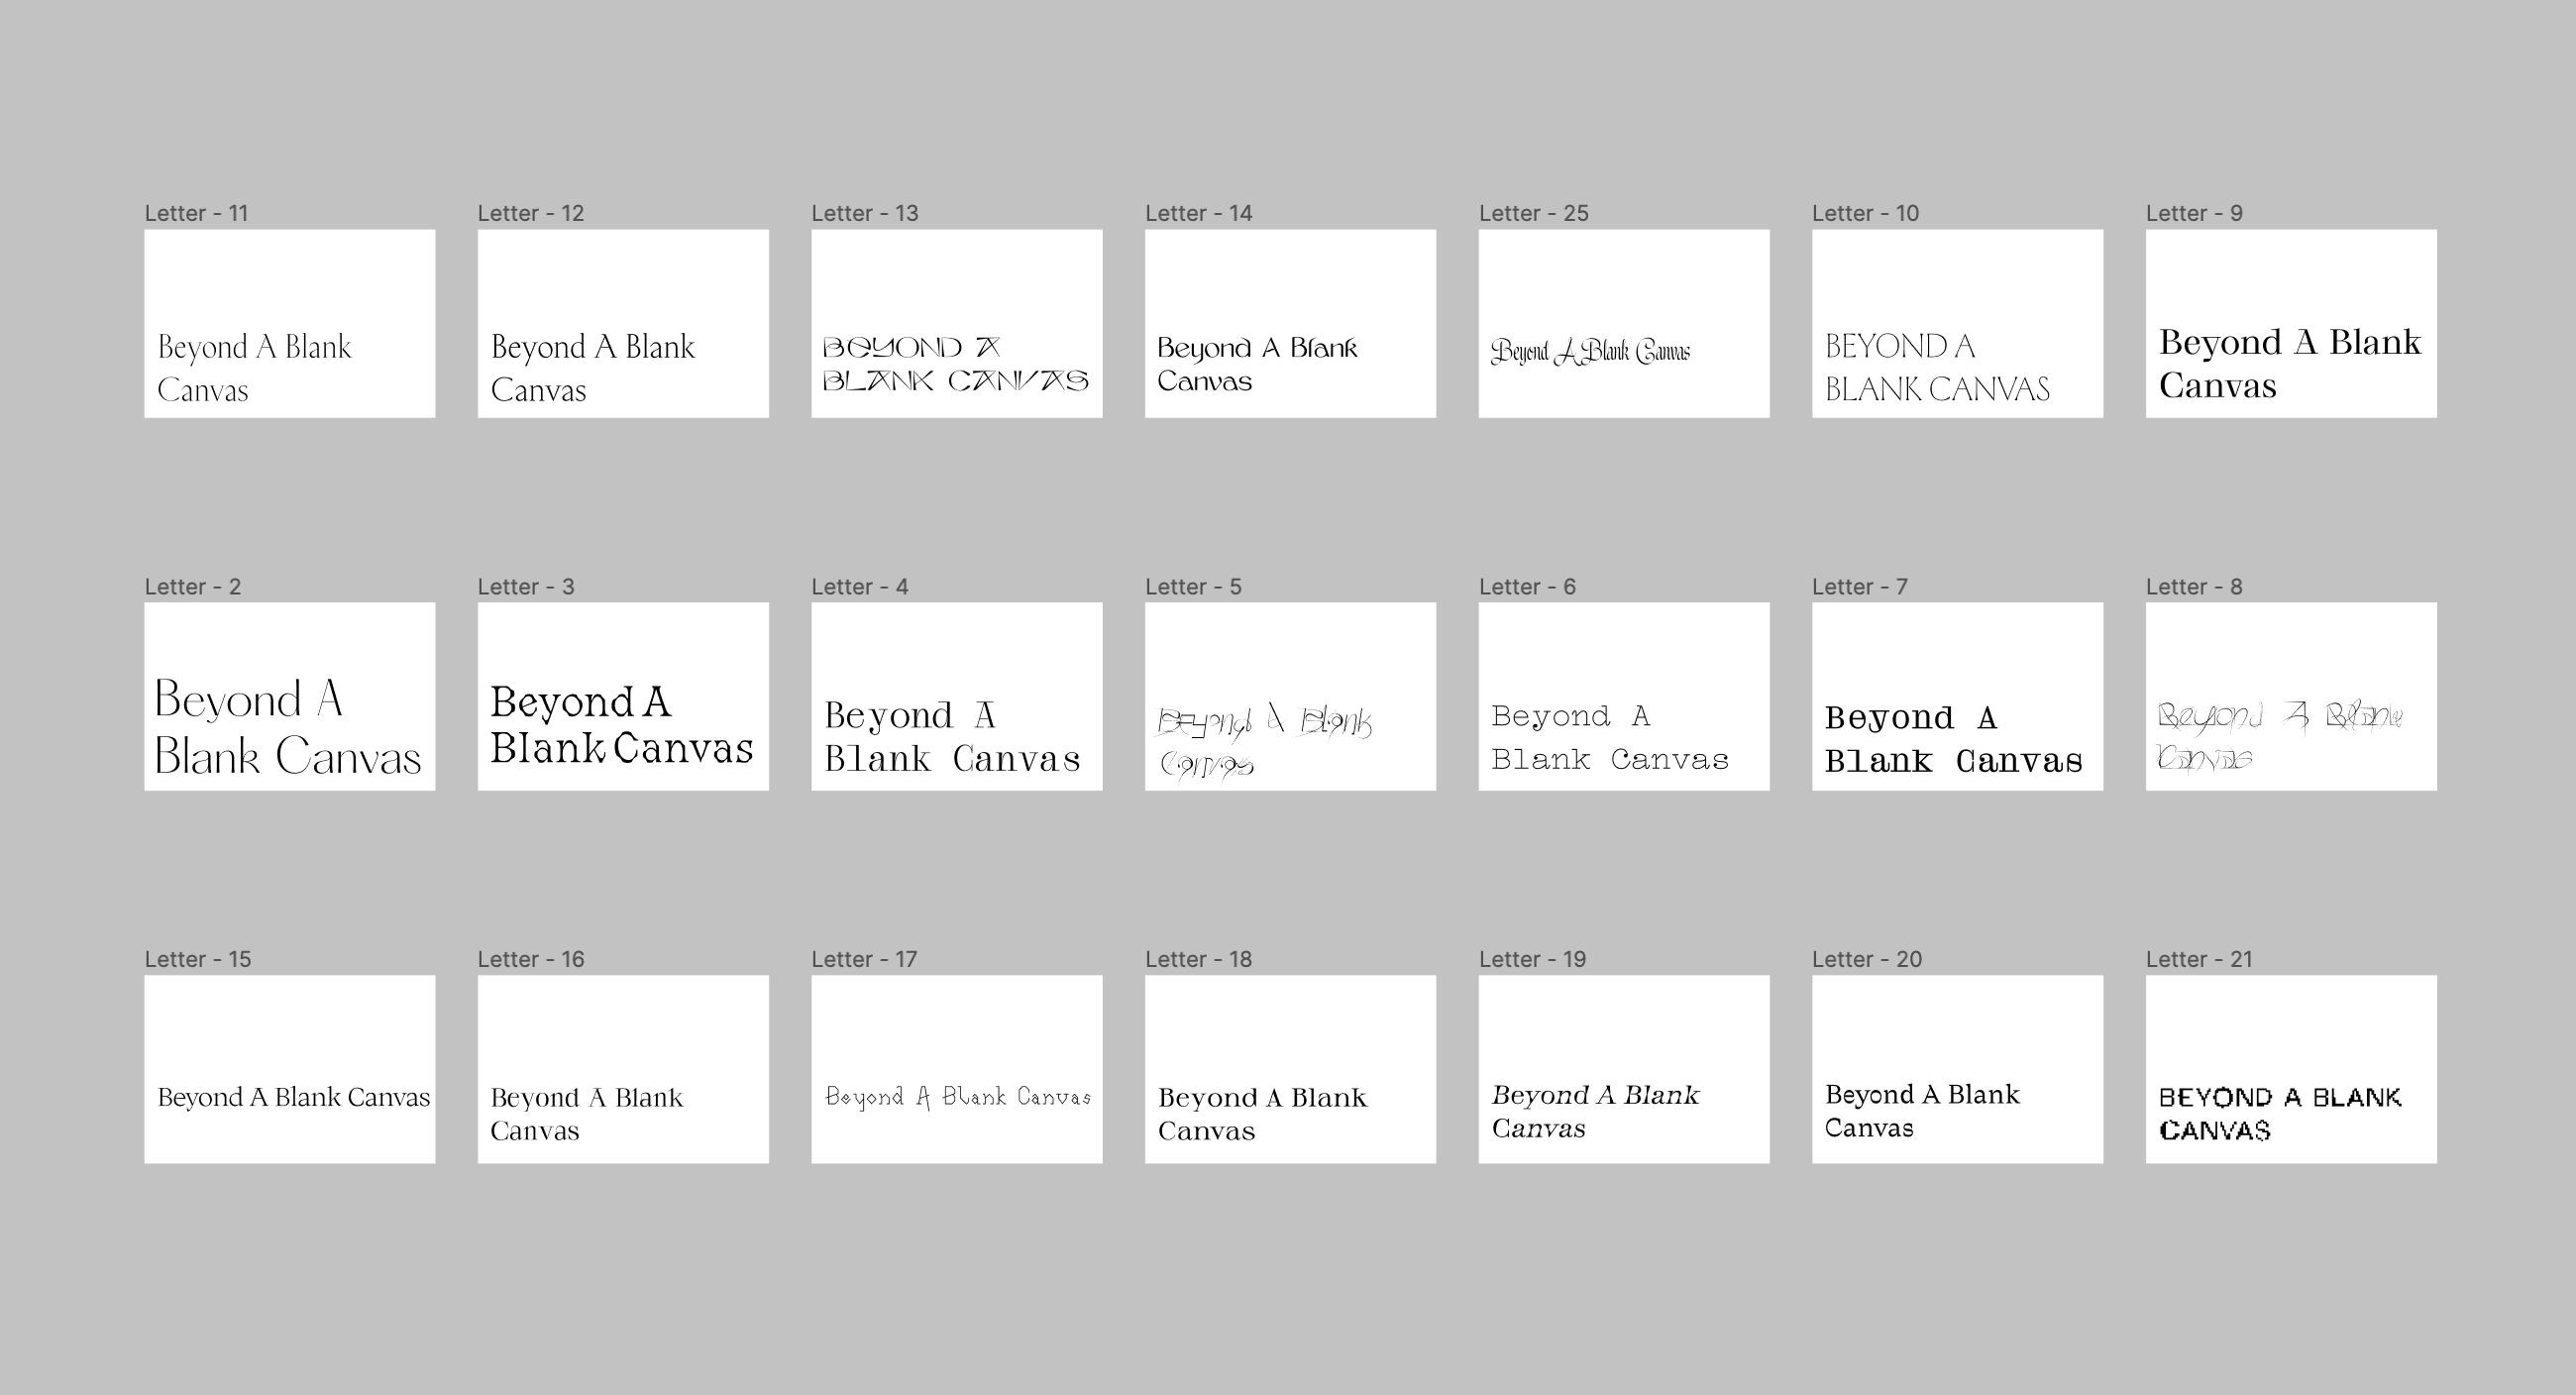 Letter - 11
Beyond A Blank
Canvas
Letter - 12
Beyond A Blank
Canvas
Letter - 13
BEYOND A
BLANK CANVAS
Letter - 14
Beyond A Blank
Canvas
Letter - 25
Beyond A Blank Canvas
Letter - 10
BEYOND A
BLANK CANVAS
Letter - 9
Beyond A Blank
Canvas
Letter - 2
Beyond A
Blank Canvas
Letter - 3
Beyond A
Blank Canvas
Letter - 4
Beyond A
Blank Canvas
Letter - 5
Beyond A Blank
Canvas
Letter - 6
Beyond A
Blank Canvas
Letter - 7
Beyond A
Blank Canvas
Letter - 8
Beyond A Blank
Canvas
Letter - 15
Beyond A Blank Canvas
Letter - 16
Beyond A Blank
Canvas
Letter - 17
Beyond A Blank Canvas
Letter - 18
Beyond A Blank
Canvas
Letter - 19
Beyond A Blank
Canvas
Letter - 20
Beyond A Blank
Canvas
Letter - 21
BEYOND A BLANK
CANVAS